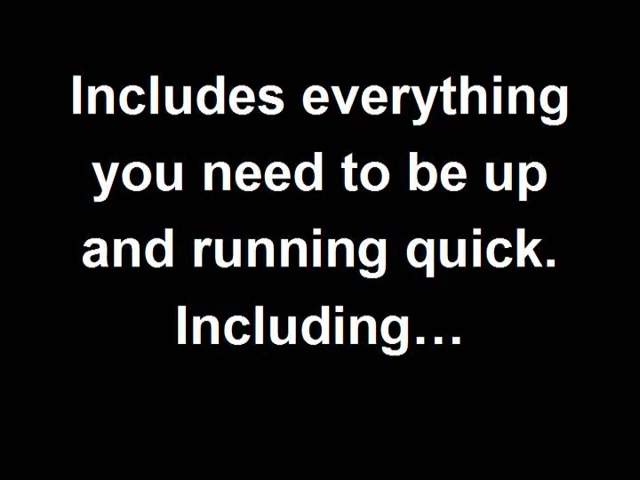 Includes everything
you need to be up
and running quick.
Including…